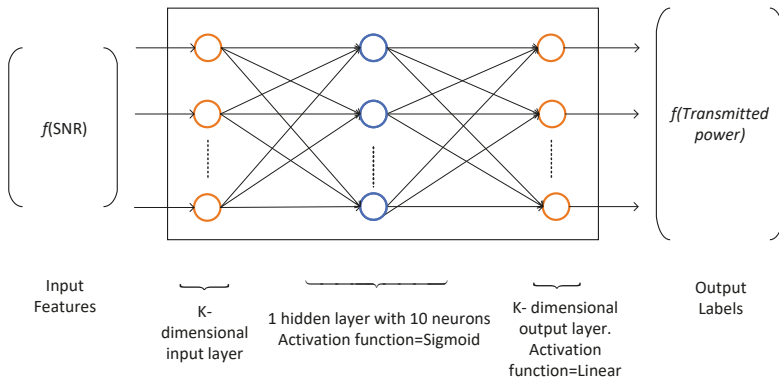 f(SNR)
f(Transmitted
power)
Input
Features
K-
dimensional
input layer
1 hidden layer with 10 neurons
Activation function=Sigmoid
K- dimensional
output layer.
Activation
function=Linear
Output
Labels